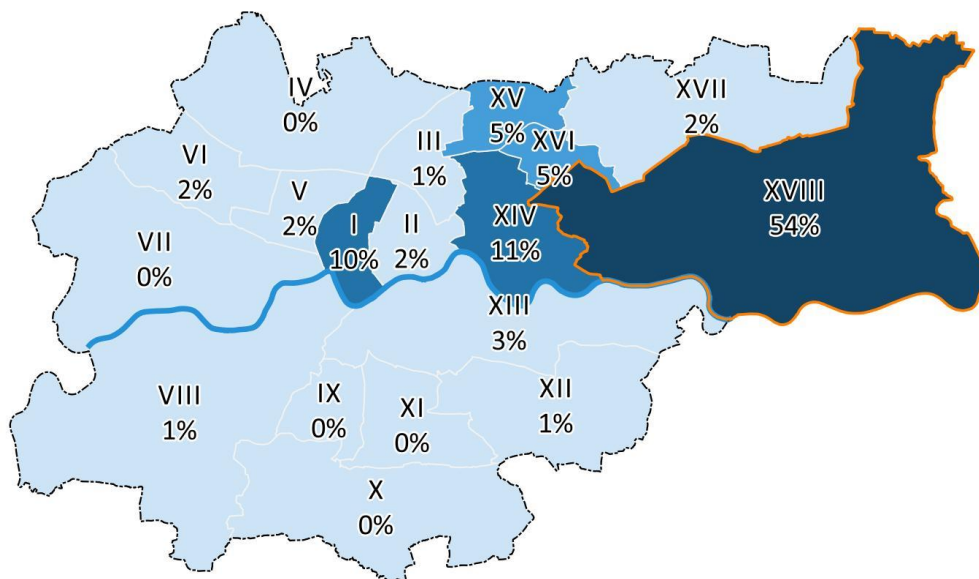 IV
0%
XV
5%
XVII
2%
III
1%
XVI
5%
VI
2%
V
2%
I
10%
II
2%
XIV
11%
XVIII
54%
VII
0%
XIII
3%
VIII
1%
IX
0%
XI
0%
XII
1%
X
0%